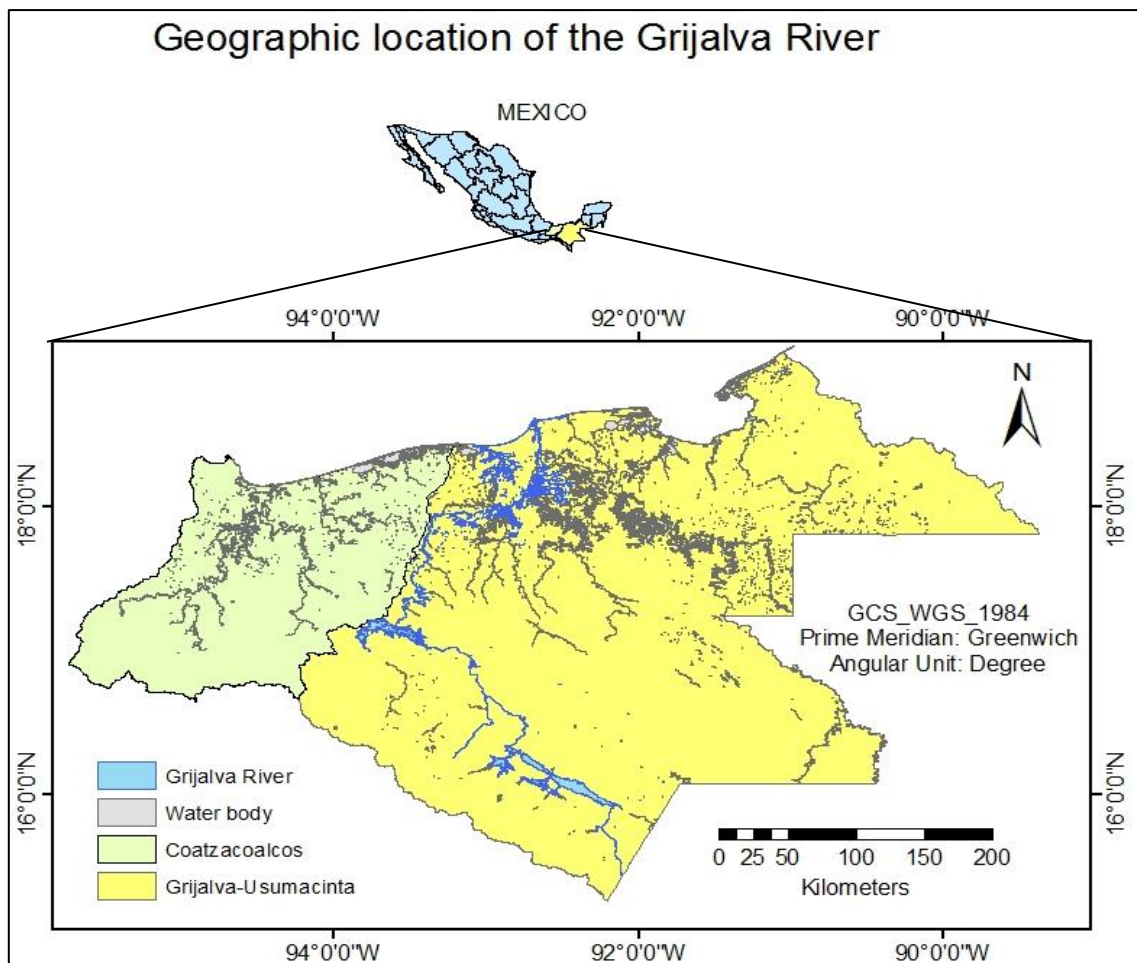 Geographic location of the Grijalva River
MEXICO
94°0'0"W 92°0'0"W 90°0'0"W
N
18°0'0"N 18°0'0"N
GCS_WGS_1984
Prime Meridian: Greenwich
Angular Unit: Degree
Grijalva River
Water body
Coatzacoalcos
Grijalva-Usumacinta
16°0'0"N 16°0'0"N
0 25 50 100 150 200
Kilometers
94°0'0"W 92°0'0"W 90°0'0"W